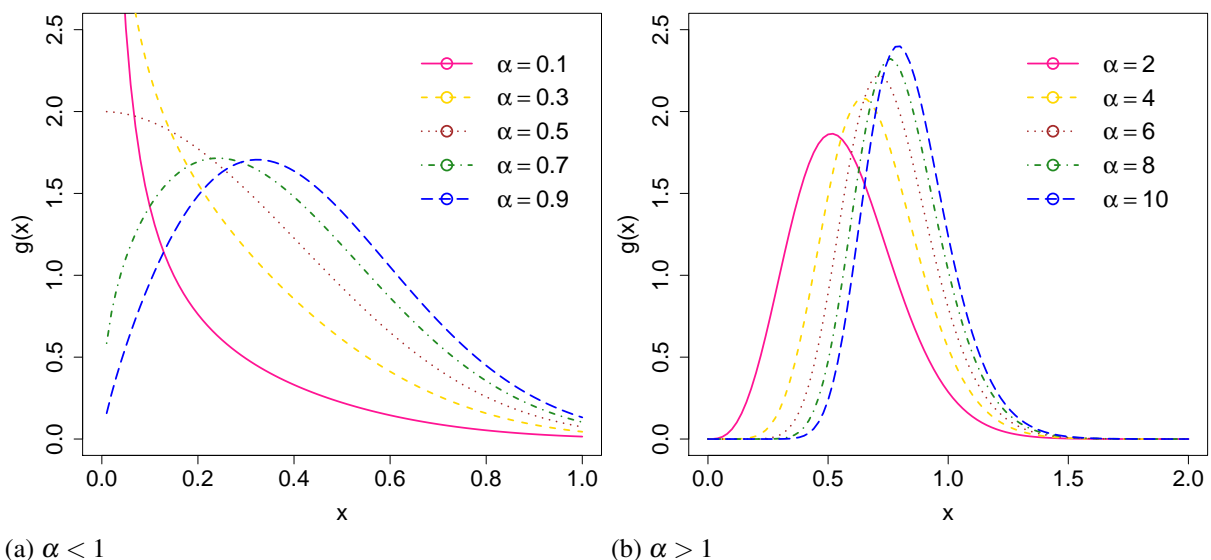 2.5
2.0
1.5
1.0
0.5
0.0
g(x)
α = 0.1
α = 0.3
α = 0.5
α = 0.7
α = 0.9
0.0 0.2 0.4 0.6 0.8 1.0
x
(a) α < 1
2.5
2.0
1.5
1.0
0.5
0.0
g(x)
α = 2
α = 4
α = 6
α = 8
α = 10
0.0 0.5 1.0 1.5 2.0
x
(b) α > 1